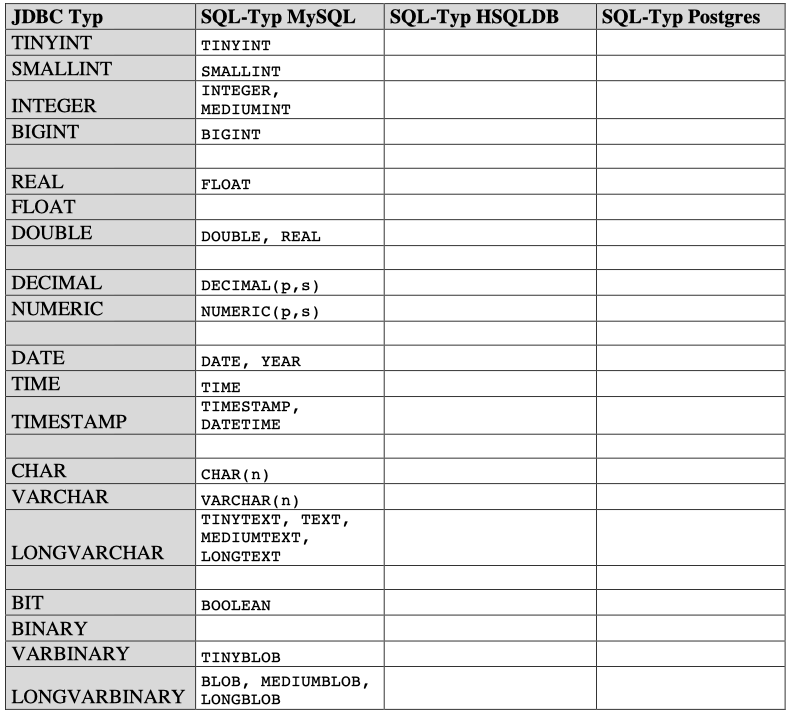 JDBC Typ SQL-Typ MySQL SQL-Typ HSQLDB SQL-Typ Postgres
TINYINT TINYINT
SMALLINT SMALLINT
INTEGER INTEGER,
MEDIUMINT
BIGINT BIGINT
REAL FLOAT
FLOAT
DOUBLE DOUBLE, REAL
DECIMAL DECIMAL(p,s)
NUMERIC NUMERIC(p,s)
DATE DATE, YEAR
TIME TIME
TIMESTAMP TIMESTAMP,
DATETIME
CHAR CHAR(n)
VARCHAR VARCHAR(n)
LONGVARCHAR TINYTEXT, TEXT,
MEDIUMTEXT,
LONGTEXT
BIT BOOLEAN
BINARY
VARBINARY TINYBLOB
LONGVARBINARY BLOB, MEDIUMBLOB,
LONGBLOB